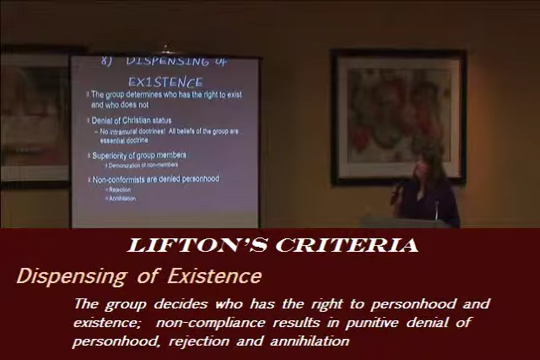 8) DISPENSING of
EXISTENCE
The group determines who has the right to exist
and who does not
Denial of Christian status
– No intramural doctrines! All beliefs of the group are
essential doctrine
Superiority of group members
Demonization of non-members
Non-conformists are denied personhood
Rejection
Annihilation
LIFTON'S CRITERIA
Dispensing of Existence
The group decides who has the right to personhood and
existence; non-compliance results in punitive denial of
personhood, rejection and annihilation